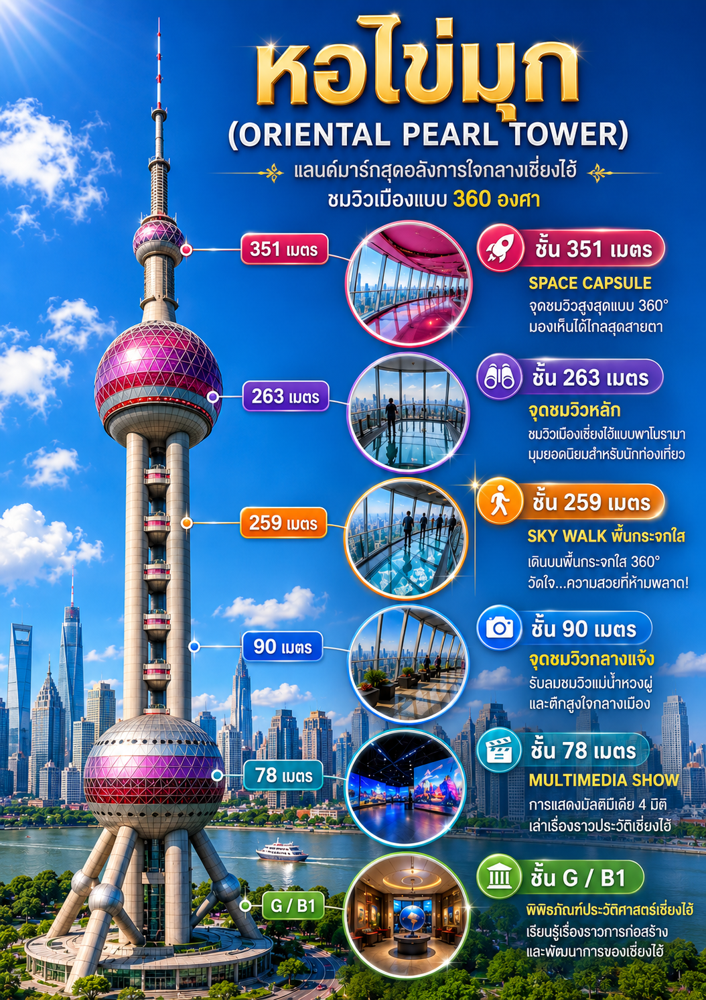 หอไข่มุก
(ORIENTAL PEARL TOWER)
แลนด์มาร์กสุดอลังการใจกลางเซี่ยงไฮ้
ชมวิวเมืองแบบ 360 องศา
351 เมตร
ชั้น 351 เมตร
SPACE CAPSULE
จุดชมวิวสูงสุดแบบ 360°
มองเห็นได้ไกลสุดสายตา
263 เมตร
ชั้น 263 เมตร
จุดชมวิวหลัก
ชมวิวเมืองเซี่ยงไฮ้แบบพาโนรามา
มุมยอดนิยมสำหรับนักท่องเที่ยว
259 เมตร
ชั้น 259 เมตร
SKY WALK พื้นกระจกใส
เดินบนพื้นกระจกใส 360°
วัดใจ...ความสวยที่ห้ามพลาด!
90 เมตร
ชั้น 90 เมตร
จุดชมวิวกลางแจ้ง
รับลมชมวิวแม่น้ำหวงผู่
และตึกสูงใจกลางเมือง
78 เมตร
ชั้น 78 เมตร
MULTIMEDIA SHOW
การแสดงมัลติมีเดีย 4 มิติ
เล่าเรื่องราวประวัติเซี่ยงไฮ้
G / B1
ชั้น G / B1
พิพิธภัณฑ์ประวัติศาสตร์เซี่ยงไฮ้
เรียนรู้เรื่องราวการก่อสร้าง
และพัฒนาการของเซี่ยงไฮ้